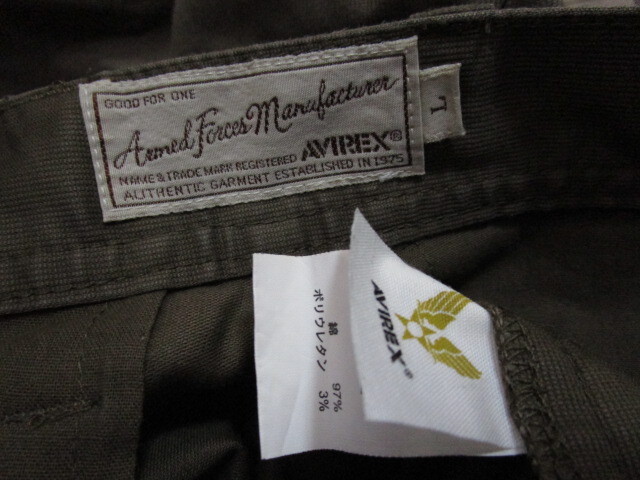 GOOD FOR ONE
Armed Forces Manufacturer
AVIREX®
NAME & TRADE MARK REGISTERED
AUTHENTIC GARMENT ESTABLISHED IN 1975
L
綿 97%
ポリウレタン 3%
AVIREX®